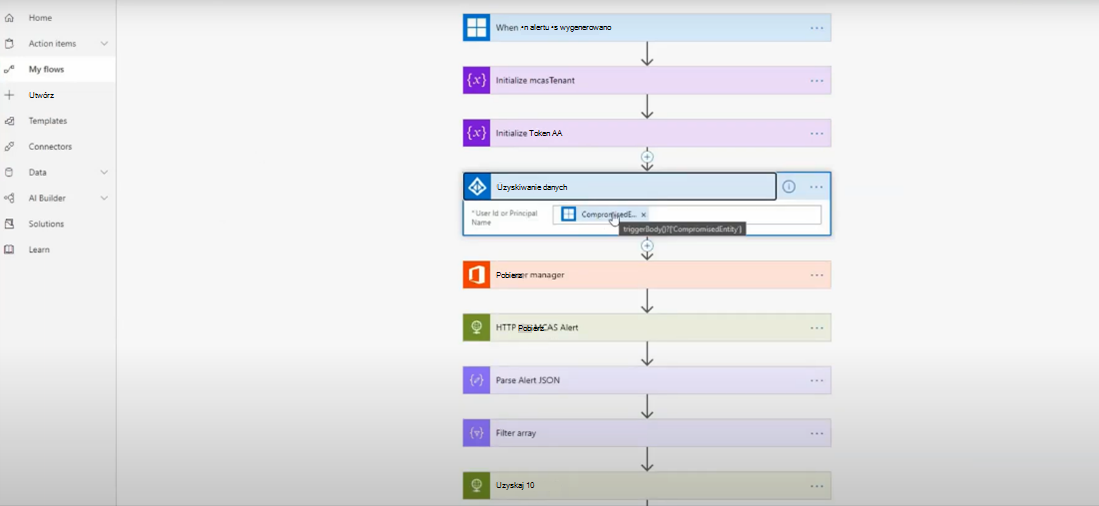 Home
Action items
My flows
Utwórz
Templates
Connectors
Data
AI Builder
Solutions
Learn
When •n alertu •s wygenerowano
Initialize mcasTenant
Initialize Token AA
Uzyskiwanie danych
* User Id or Principal
Name
CompromisedE... ×
triggerBody()?['CompromisedEntity']
Pobierz manager
HTTP Pobierz MCAS Alert
Parse Alert JSON
Filter array
Uzyskaj 10